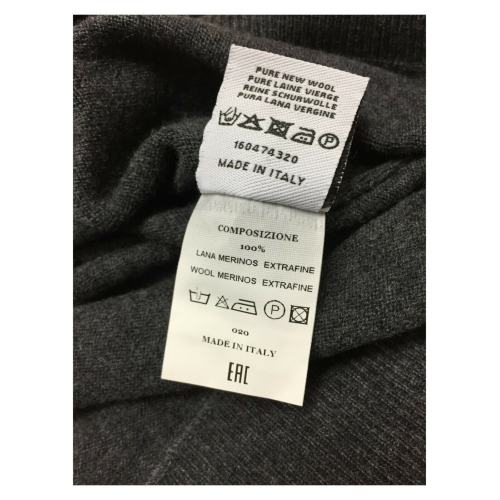 PURE NEW WOOL
PURE LAINE VIERGE
REINE SCHURWOLLE
PURA LANA VERGINE
P
160474320
MADE IN ITALY
COMPOSIZIONE
100%
LANA MERINOS EXTRAFINE
WOOL MERINOS EXTRAFINE
P
020
MADE IN ITALY
EAC